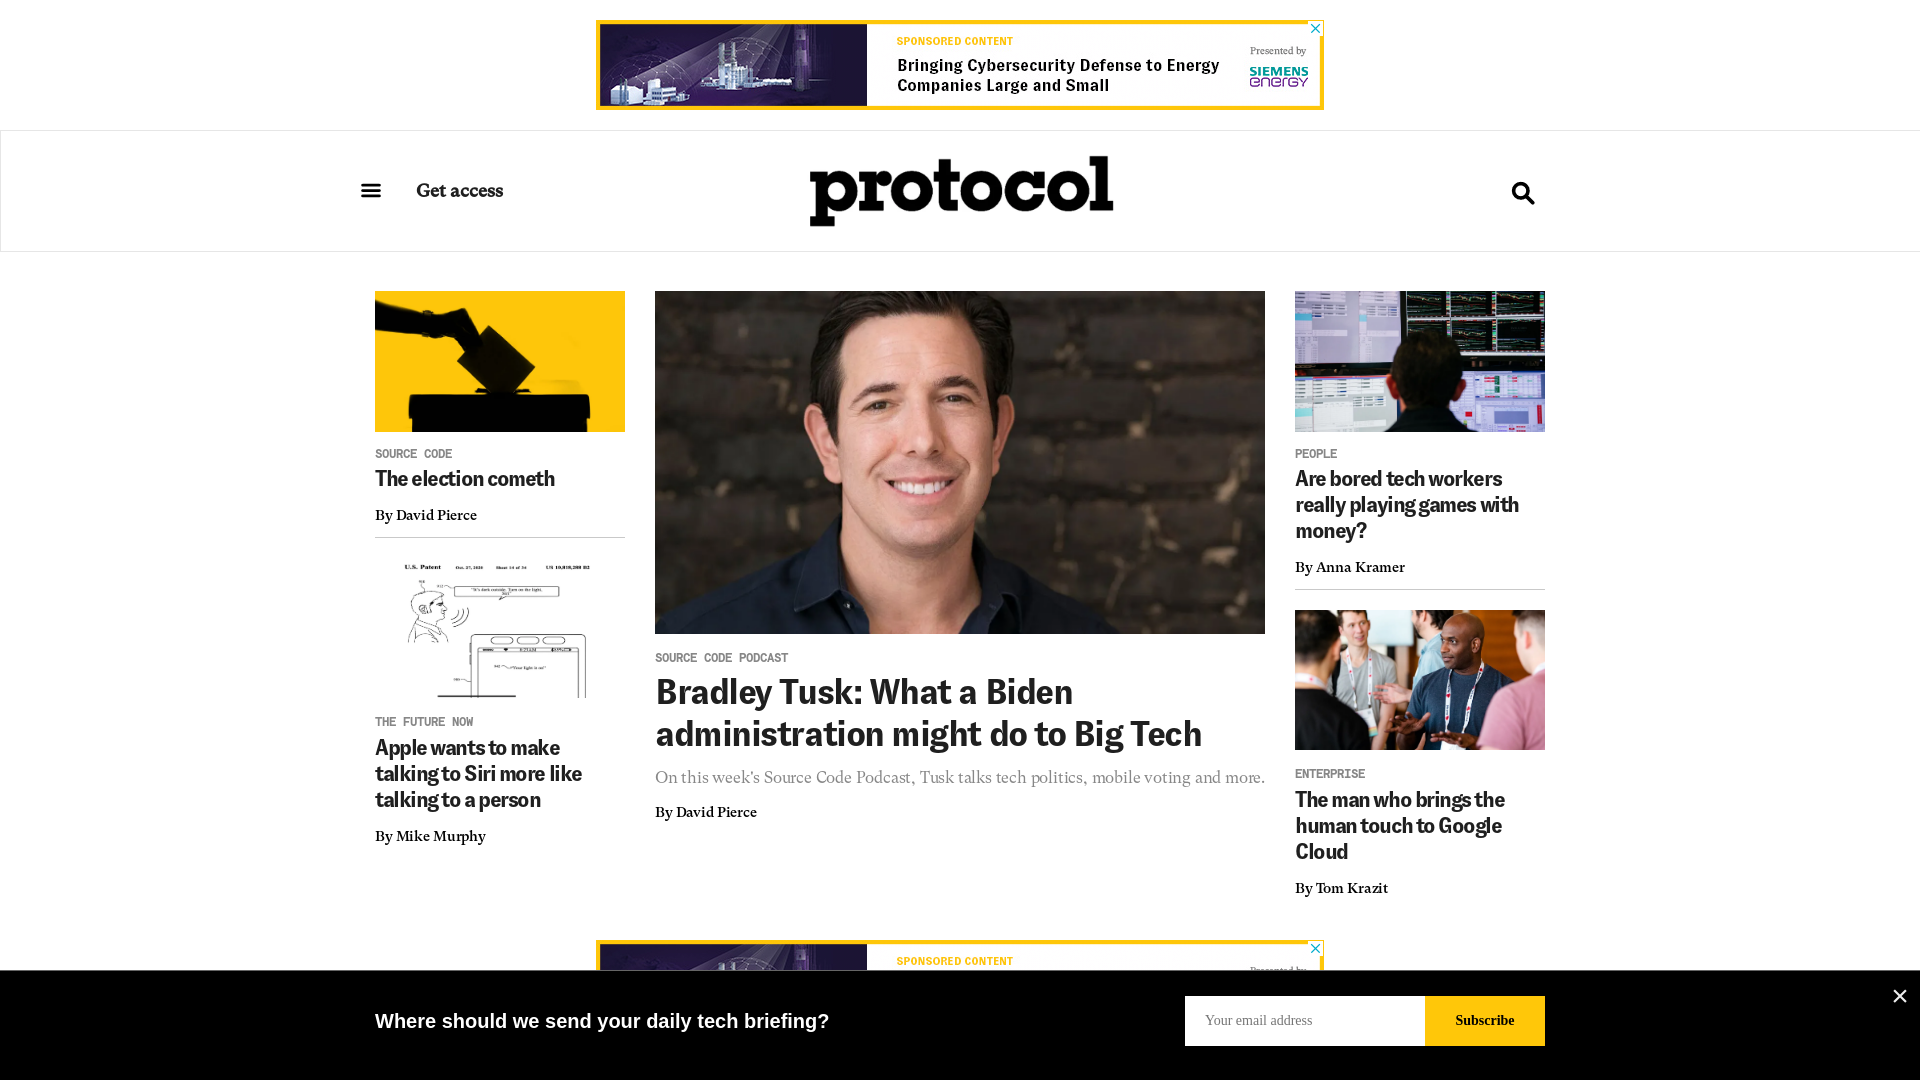 SPONSORED CONTENT
Bringing Cybersecurity Defense to Energy
Companies Large and Small
Presented by
SIEMENS
energy
Get access
protocol
SOURCE CODE
The election cometh
By David Pierce
U.S. Patent
Oct. 27, 2020
THE FUTURE NOW
Apple wants to make
talking to Siri more like
talking to a person
By Mike Murphy
SOURCE CODE PODCAST
Bradley Tusk: What a Biden
administration might do to Big Tech
On this week's Source Code Podcast, Tusk talks tech politics, mobile voting and more.
By David Pierce
PEOPLE
Are bored tech workers
really playing games with
money?
By Anna Kramer
ENTERPRISE
The man who brings the
human touch to Google
Cloud
By Tom Krazit
SPONSORED CONTENT
Where should we send your daily tech briefing?
Your email address
Subscribe